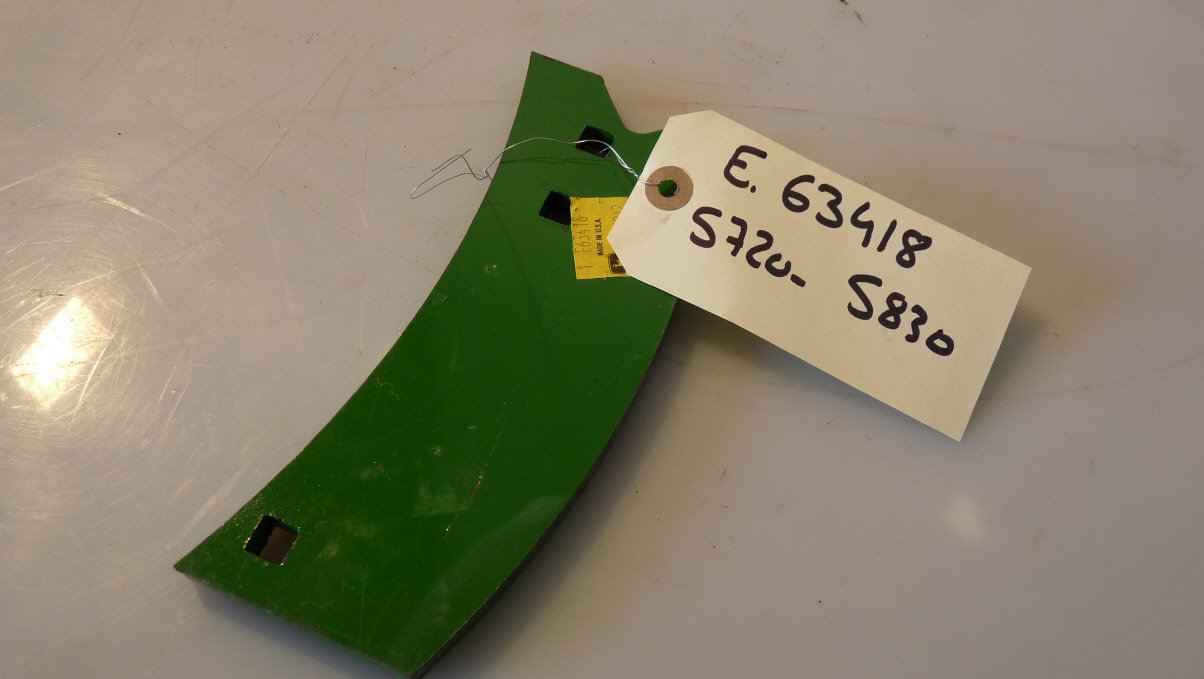 E. 63418
S720- S830
E63418
MADE IN U.S.A.